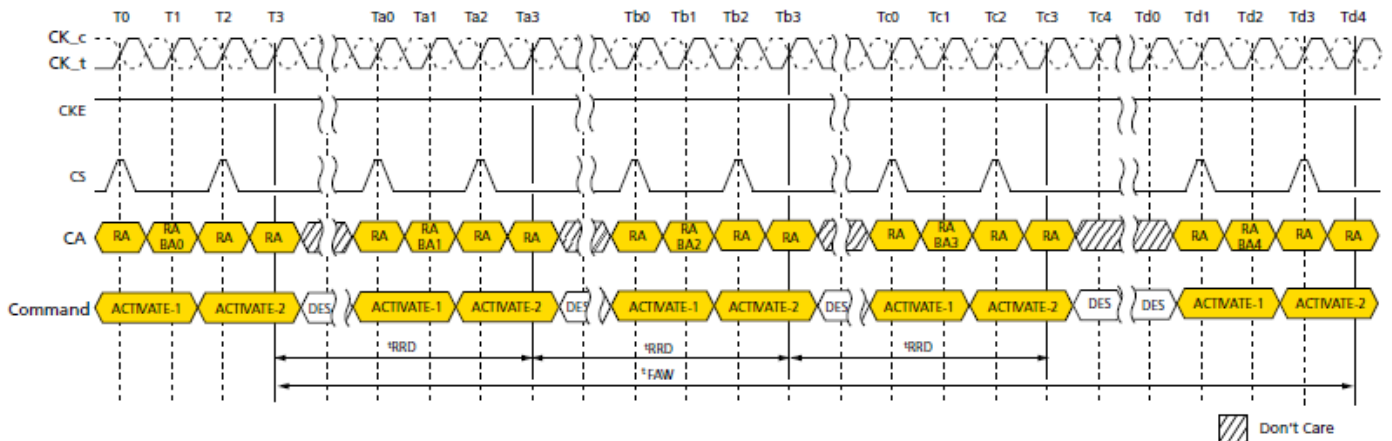 T0 T1 T2 T3 Ta0 Ta1 Ta2 Ta3 Tb0 Tb1 Tb2 Tb3 Tc0 Tc1 Tc2 Tc3 Tc4 Td0 Td1 Td2 Td3 Td4
CK_c
CK_t
CKE
CS
CA RA RA BA0 RA RA RA RA BA1 RA RA RA RA BA2 RA RA RA RA BA3 RA RA RA RA BA4 RA RA
Command ACTIVATE-1 ACTIVATE-2 DES ACTIVATE-1 ACTIVATE-2 DES ACTIVATE-1 ACTIVATE-2 DES ACTIVATE-1 ACTIVATE-2 DES DES ACTIVATE-1 ACTIVATE-2
tRRD tRRD tRRD
tFAW
Don't Care